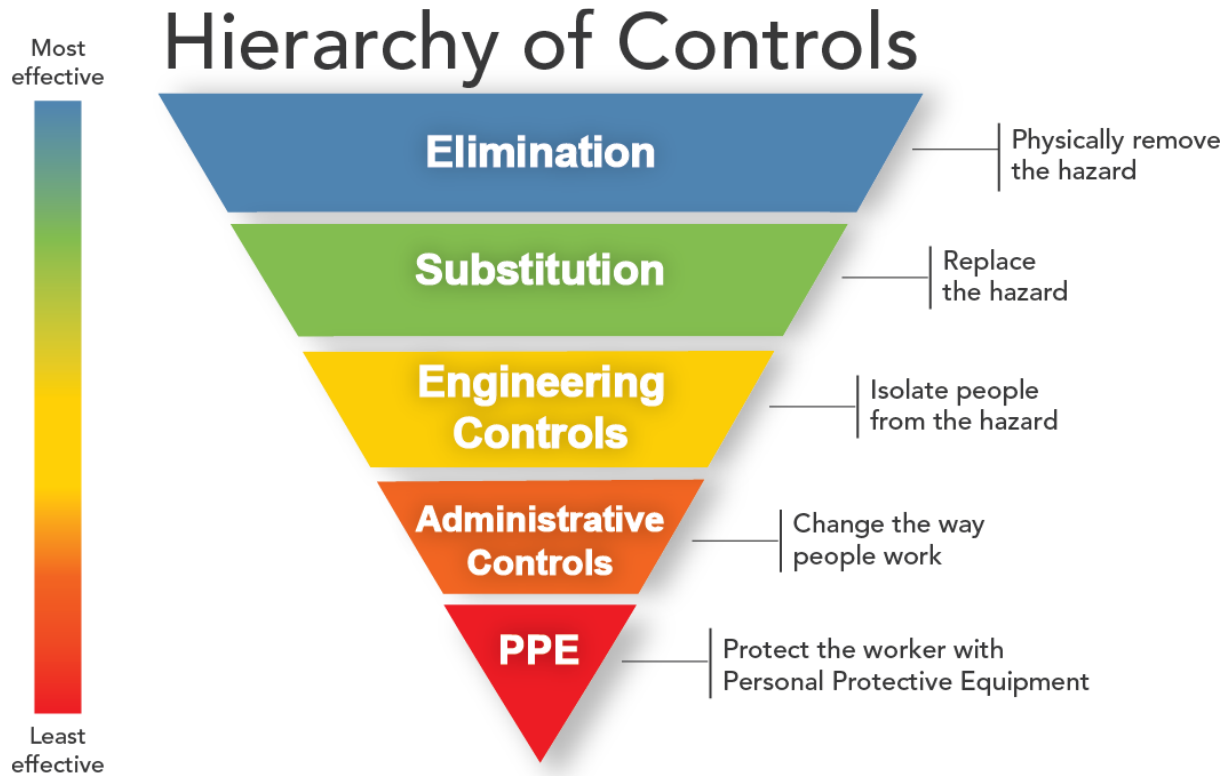 Hierarchy of Controls
Most
effective
Elimination
Physically remove
the hazard
Substitution
Replace
the hazard
Engineering
Controls
Isolate people
from the hazard
Administrative
Controls
Change the way
people work
PPE
Protect the worker with
Personal Protective Equipment
Least
effective